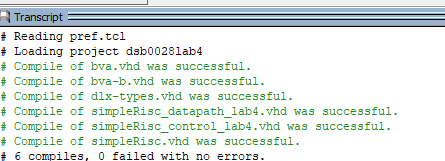 Transcript
# Reading pref.tcl
# Loading project dsb0028lab4
# Compile of bva.vhd was successful.
# Compile of bva-b.vhd was successful.
# Compile of dlx-types.vhd was successful.
# Compile of simpleRisc_datapath_lab4.vhd was successful.
# Compile of simpleRisc_control_lab4.vhd was successful.
# Compile of simpleRisc.vhd was successful.
# 6 compiles, 0 failed with no errors.